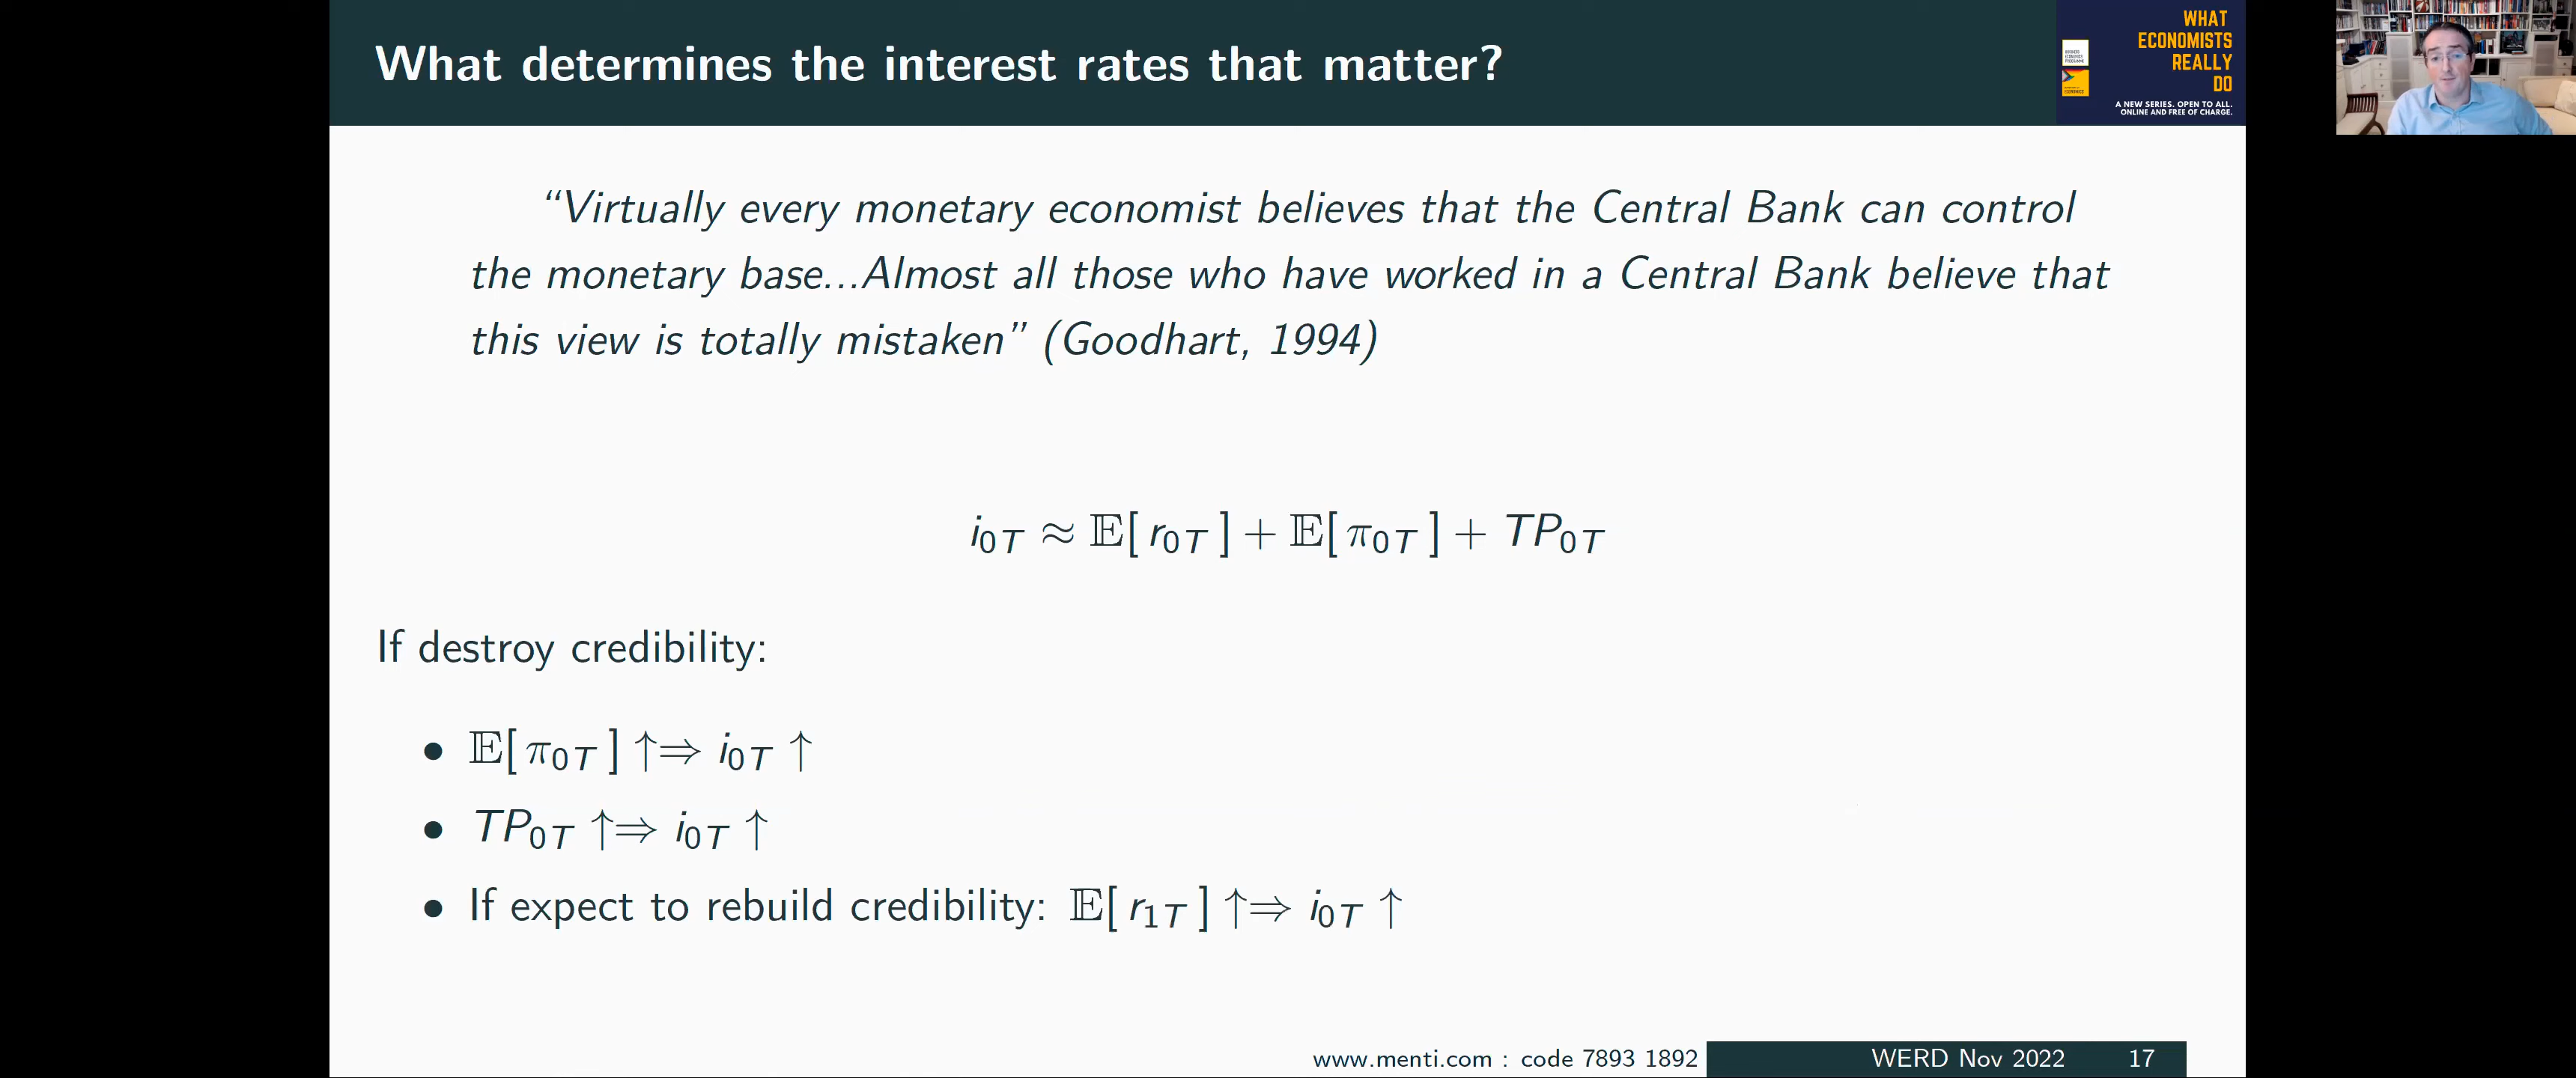 What determines the interest rates that matter?
WHAT
ECONOMISTS
REALLY
DO
A NEW SERIES. OPEN TO ALL.
ONLINE AND FREE OF CHARGE.
“Virtually every monetary economist believes that the Central Bank can control
the monetary base...Almost all those who have worked in a Central Bank believe that
this view is totally mistaken” (Goodhart, 1994)
i₀T ≈ 𝔼[ r₀T ] + 𝔼[ π₀T ] + TP₀T
If destroy credibility:
• 𝔼[ π₀T ] ↑⇒ i₀T ↑
• TP₀T ↑⇒ i₀T ↑
• If expect to rebuild credibility: 𝔼[ r₁T ] ↑⇒ i₀T ↑
www.menti.com : code 7893 1892 WERD Nov 2022 17